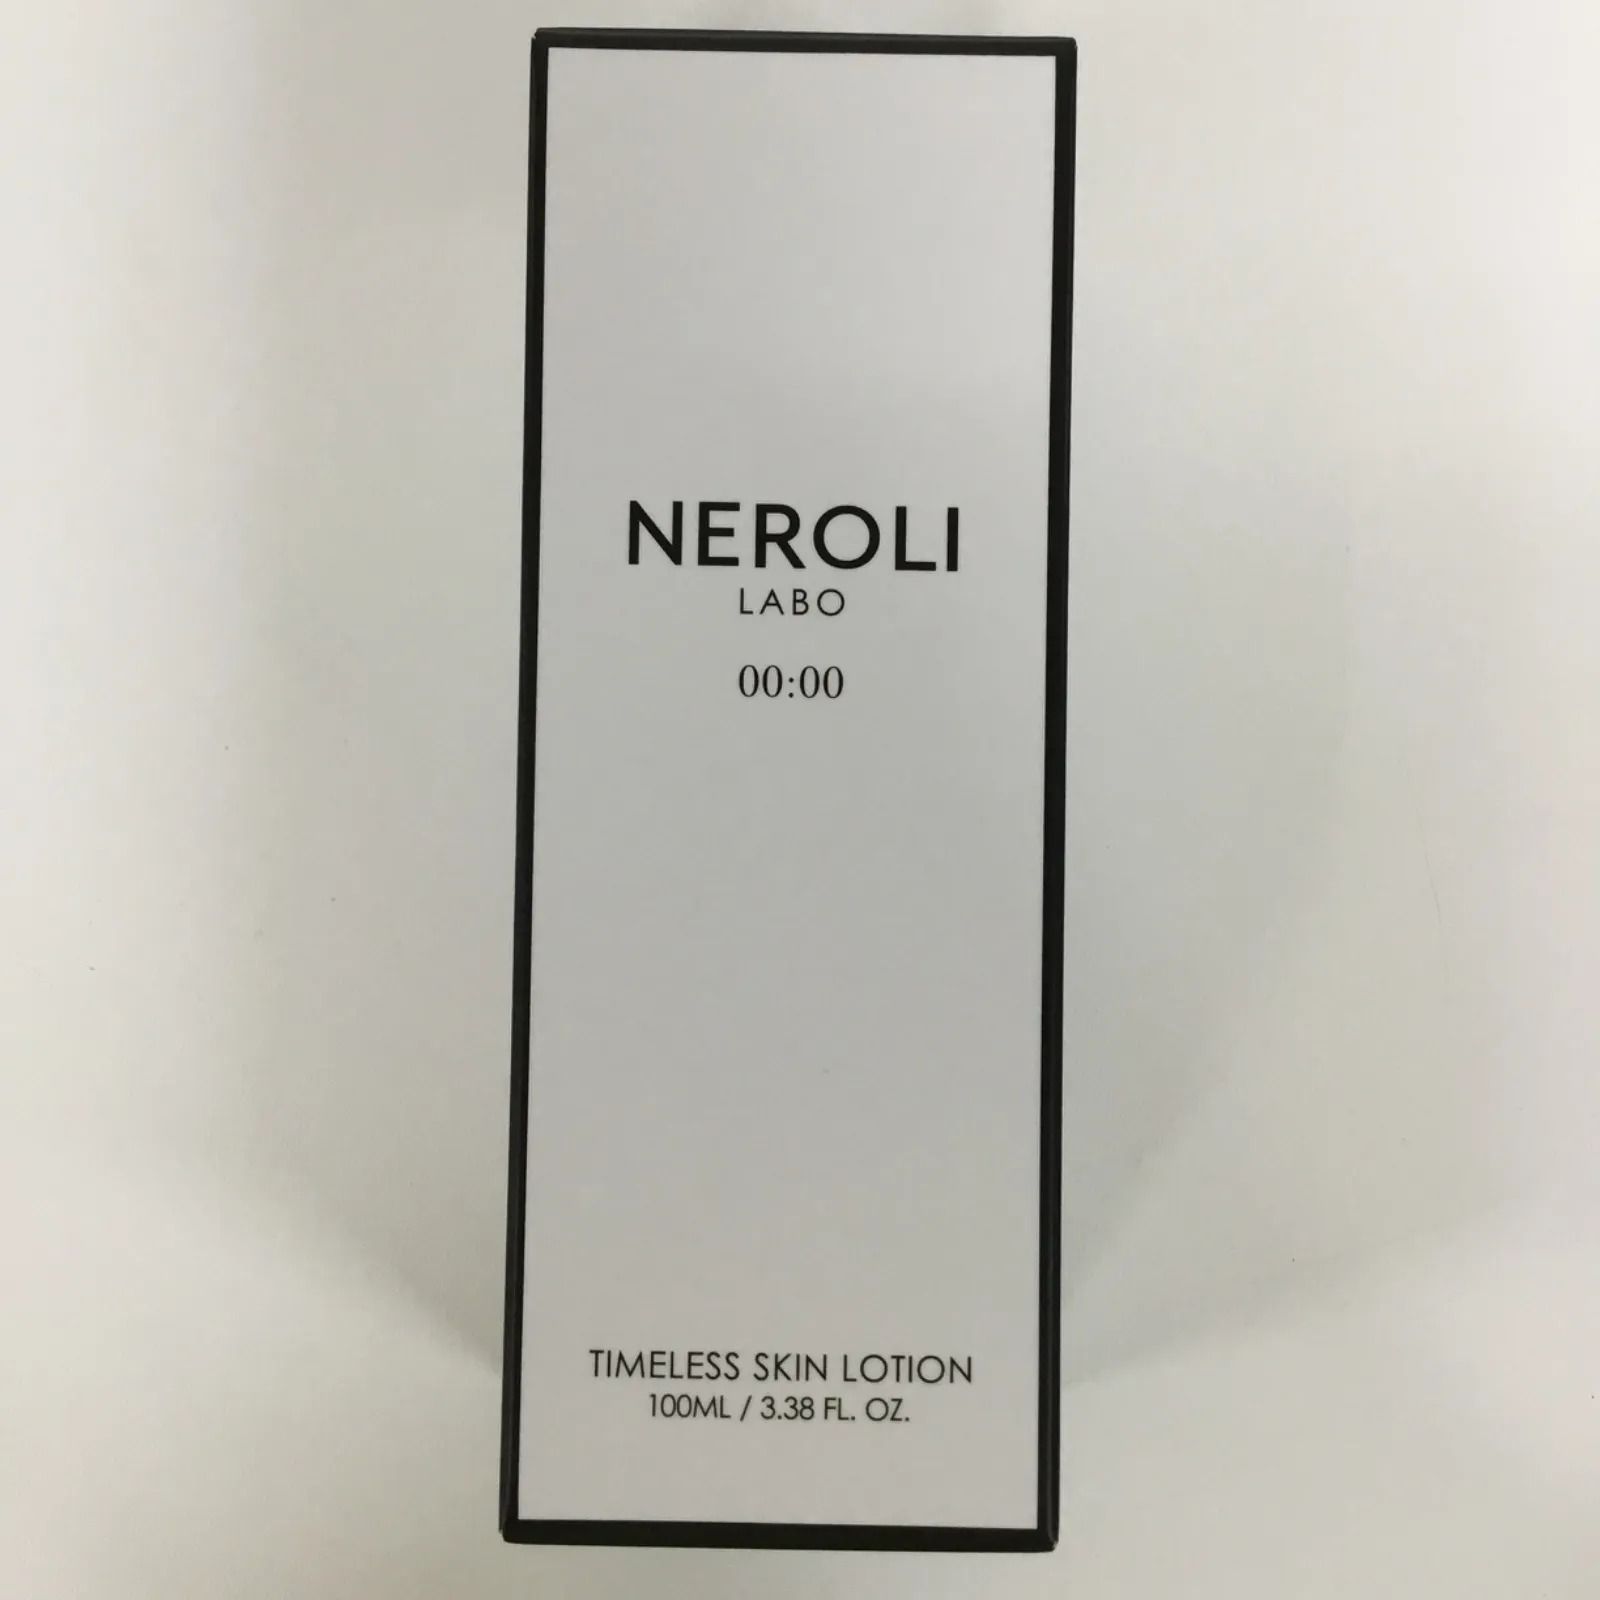 NEROLI
LABO
00:00
TIMELESS SKIN LOTION
100ML / 3.38 FL. OZ.